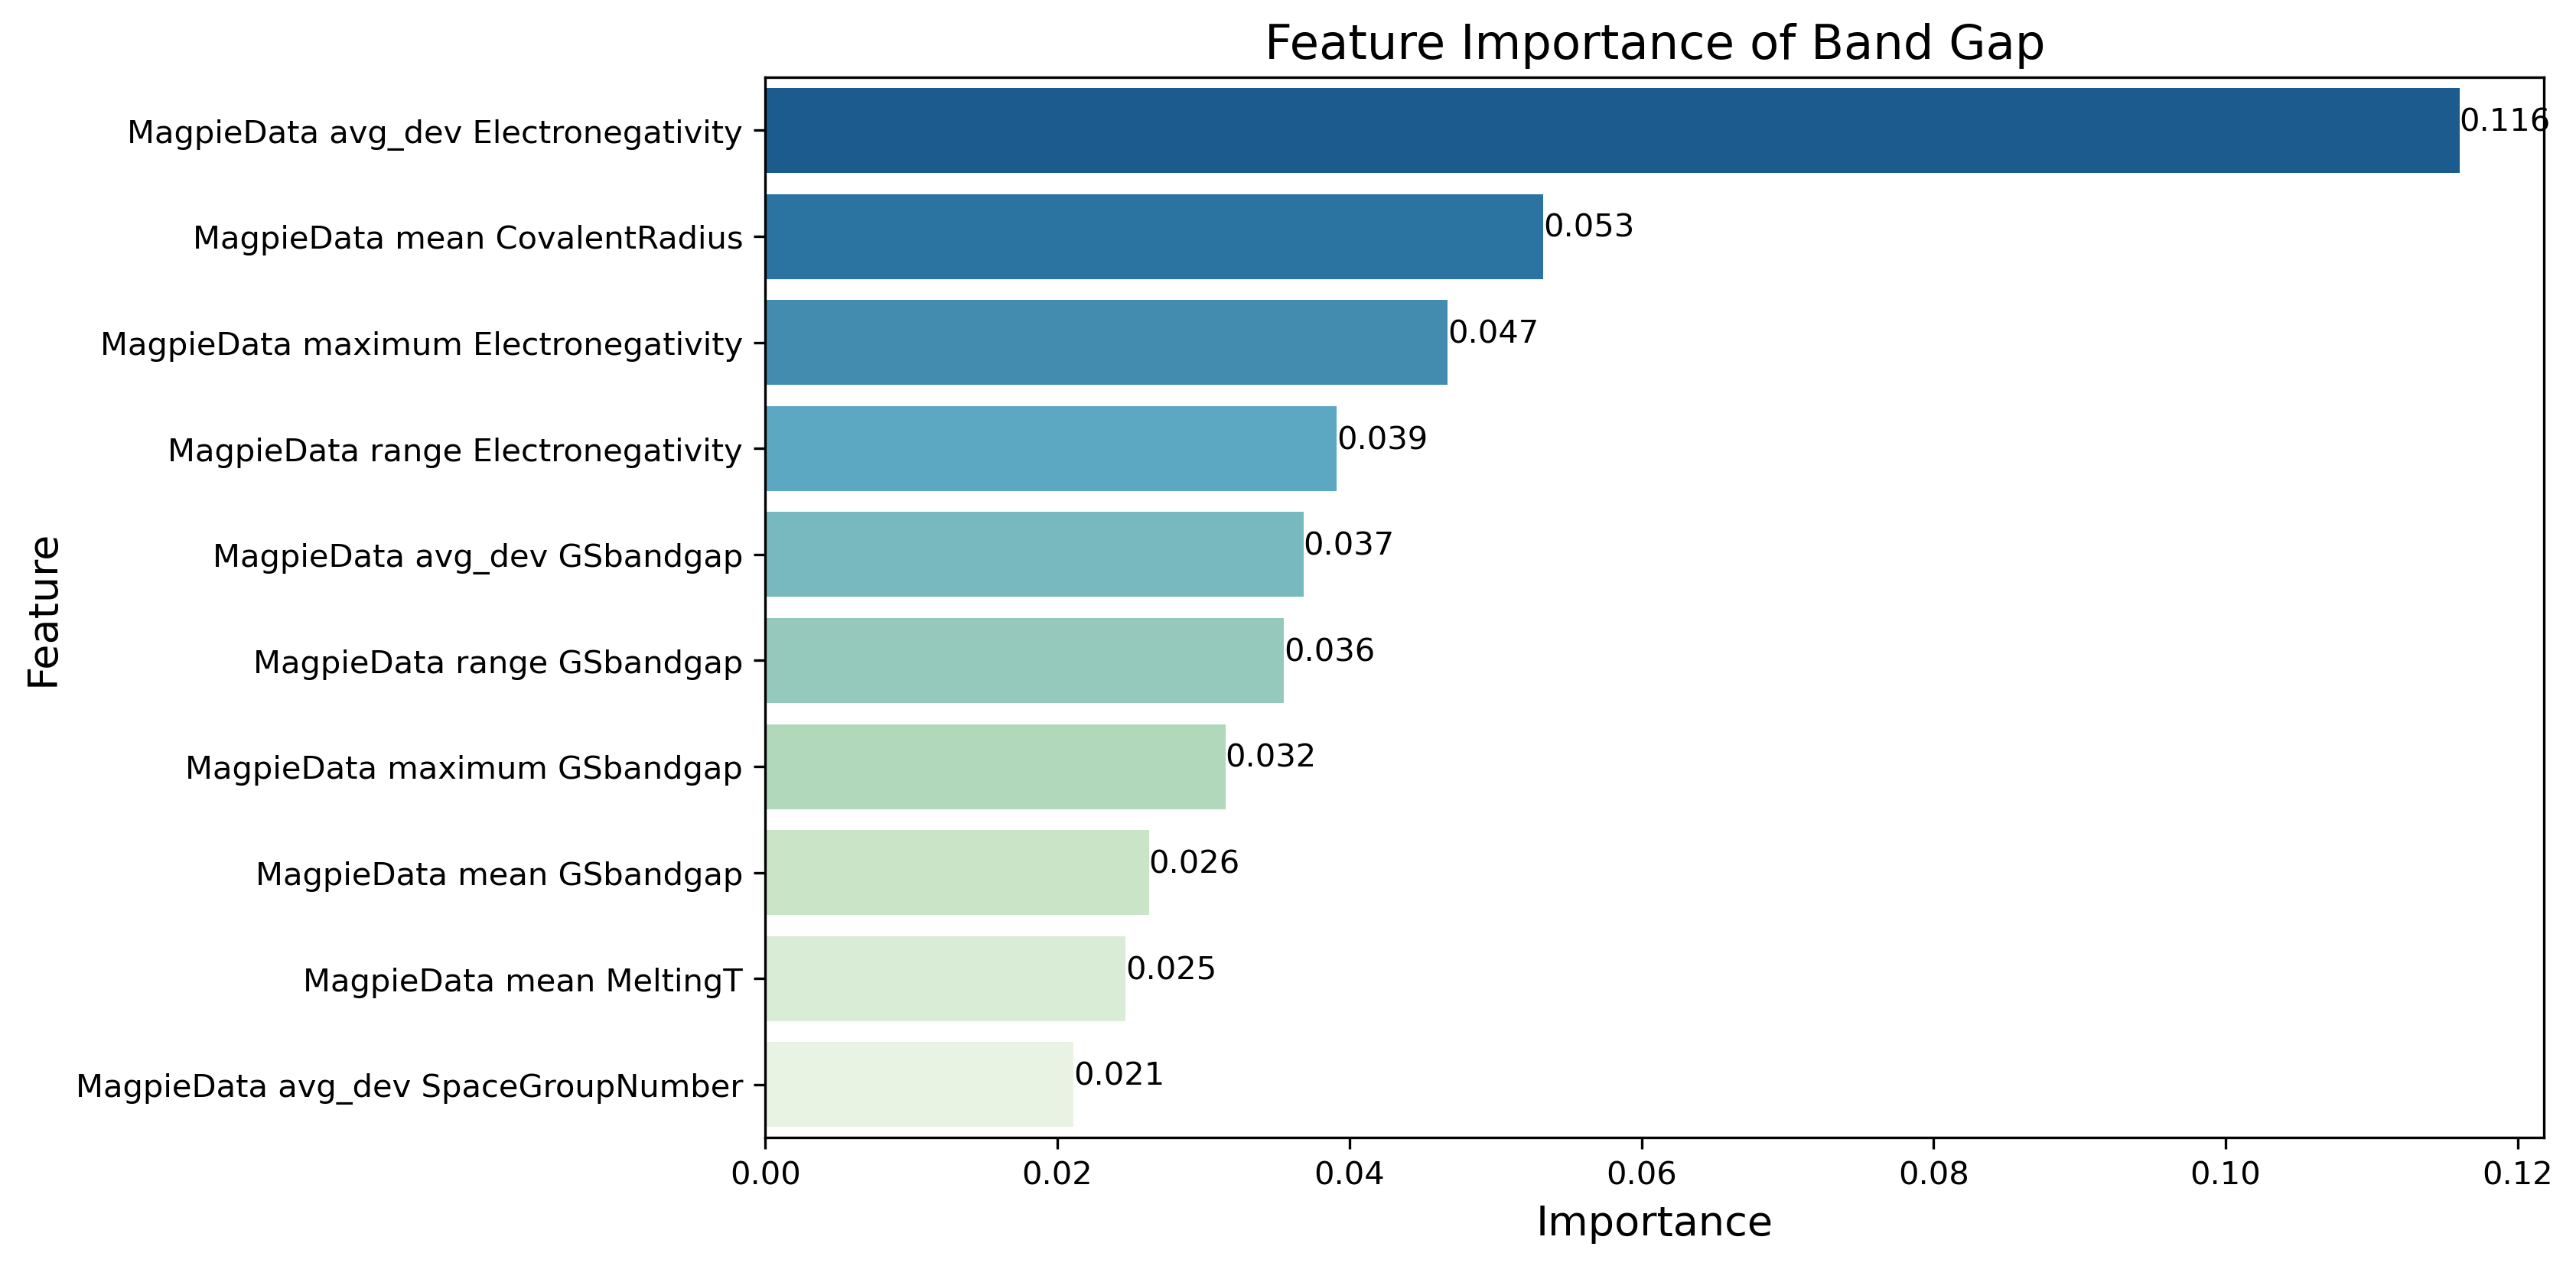 Feature Importance of Band Gap
Feature
MagpieData avg_dev Electronegativity 0.116
MagpieData mean CovalentRadius 0.053
MagpieData maximum Electronegativity 0.047
MagpieData range Electronegativity 0.039
MagpieData avg_dev GSbandgap 0.037
MagpieData range GSbandgap 0.036
MagpieData maximum GSbandgap 0.032
MagpieData mean GSbandgap 0.026
MagpieData mean MeltingT 0.025
MagpieData avg_dev SpaceGroupNumber 0.021
0.00 0.02 0.04 0.06 0.08 0.10 0.12
Importance